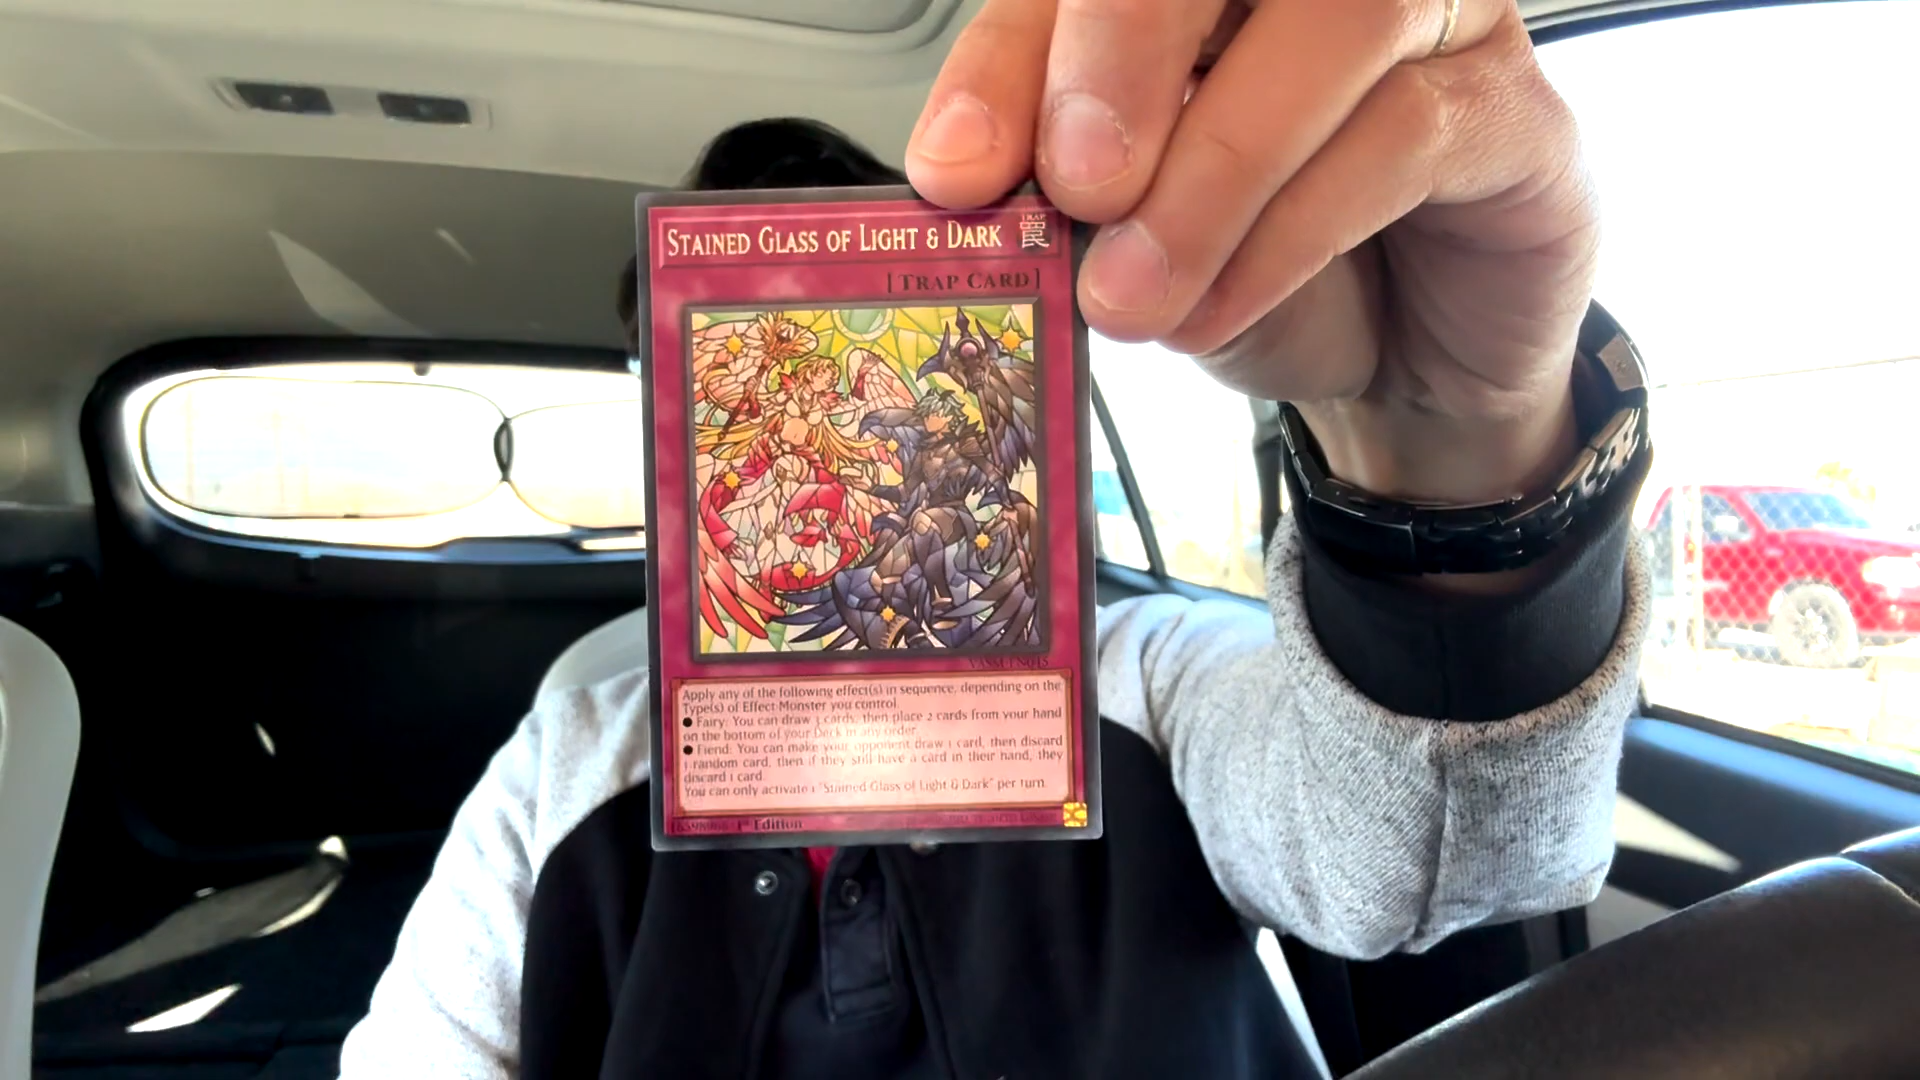 STAINED GLASS OF LIGHT & DARK
TRAP
罠
[TRAP CARD]
VASM-EN015
Apply any of the following effect(s) in sequence, depending on the
Type(s) of Effect Monster you control.
● Fairy: You can draw 3 cards, then place 2 cards from your hand
on the bottom of your Deck in any order.
● Fiend: You can make your opponent draw 1 card, then discard
1 random card, then if they still have a card in their hand, they
discard 1 card.
You can only activate 1 "Stained Glass of Light & Dark" per turn.
1st Edition